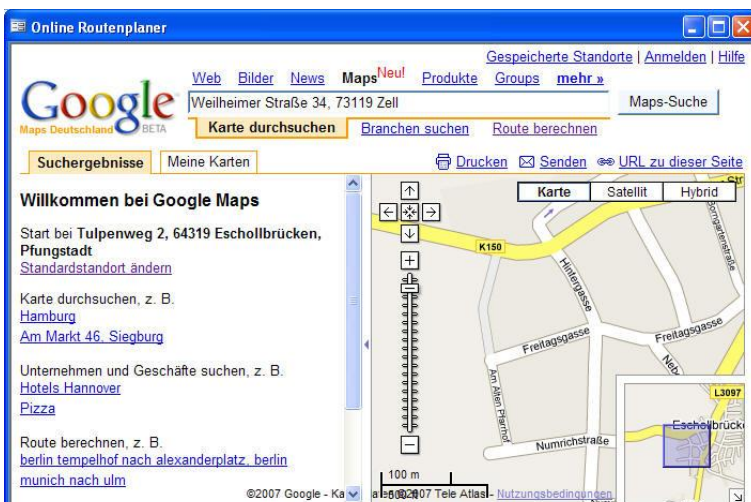 Online Routenplaner
Gespeicherte Standorte | Anmelden | Hilfe
Google
Maps Deutschland BETA
Web Bilder News Maps Neu! Produkte Groups mehr »
Weilheimer Straße 34, 73119 Zell
Maps-Suche
Karte durchsuchen Branchen suchen Route berechnen
Suchergebnisse Meine Karten
Drucken Senden URL zu dieser Seite
Willkommen bei Google Maps
Start bei Tulpenweg 2, 64319 Eschollbrücken,
Pfungstadt
Standardstandort ändern
Karte durchsuchen, z. B.
Hamburg
Am Markt 46, Siegburg
Unternehmen und Geschäfte suchen, z. B.
Hotels Hannover
Pizza
Route berechnen, z. B.
berlin tempelhof nach alexanderplatz, berlin
munich nach ulm
Karte Satellit Hybrid
K150
Hintergasse
Borngartenstraße
Freitagsgasse
Freitagsgasse
Am Alten Pfarrhof
Numrichstraße
L3097
Eschollbrück
100 m
500
©2007 Google - Ka
©2007 Tele Atlas - Nutzungsbedingungen